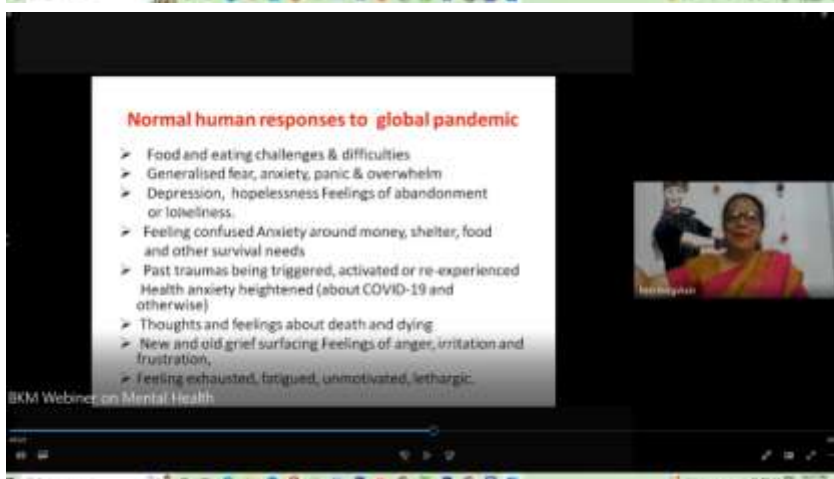 Normal human responses to global pandemic
➢ Food and eating challenges & difficulties
➢ Generalised fear, anxiety, panic & overwhelm
➢ Depression, hopelessness Feelings of abandonment
or loneliness.
➢ Feeling confused Anxiety around money, shelter, food
and other survival needs
➢ Past traumas being triggered, activated or re-experienced
Health anxiety heightened (about COVID-19 and
otherwise)
➢ Thoughts and feelings about death and dying
➢ New and old grief surfacing Feelings of anger, irritation and
frustration,
➢ Feeling exhausted, fatigued, unmotivated, lethargic.
BKM Webiner on Mental Health